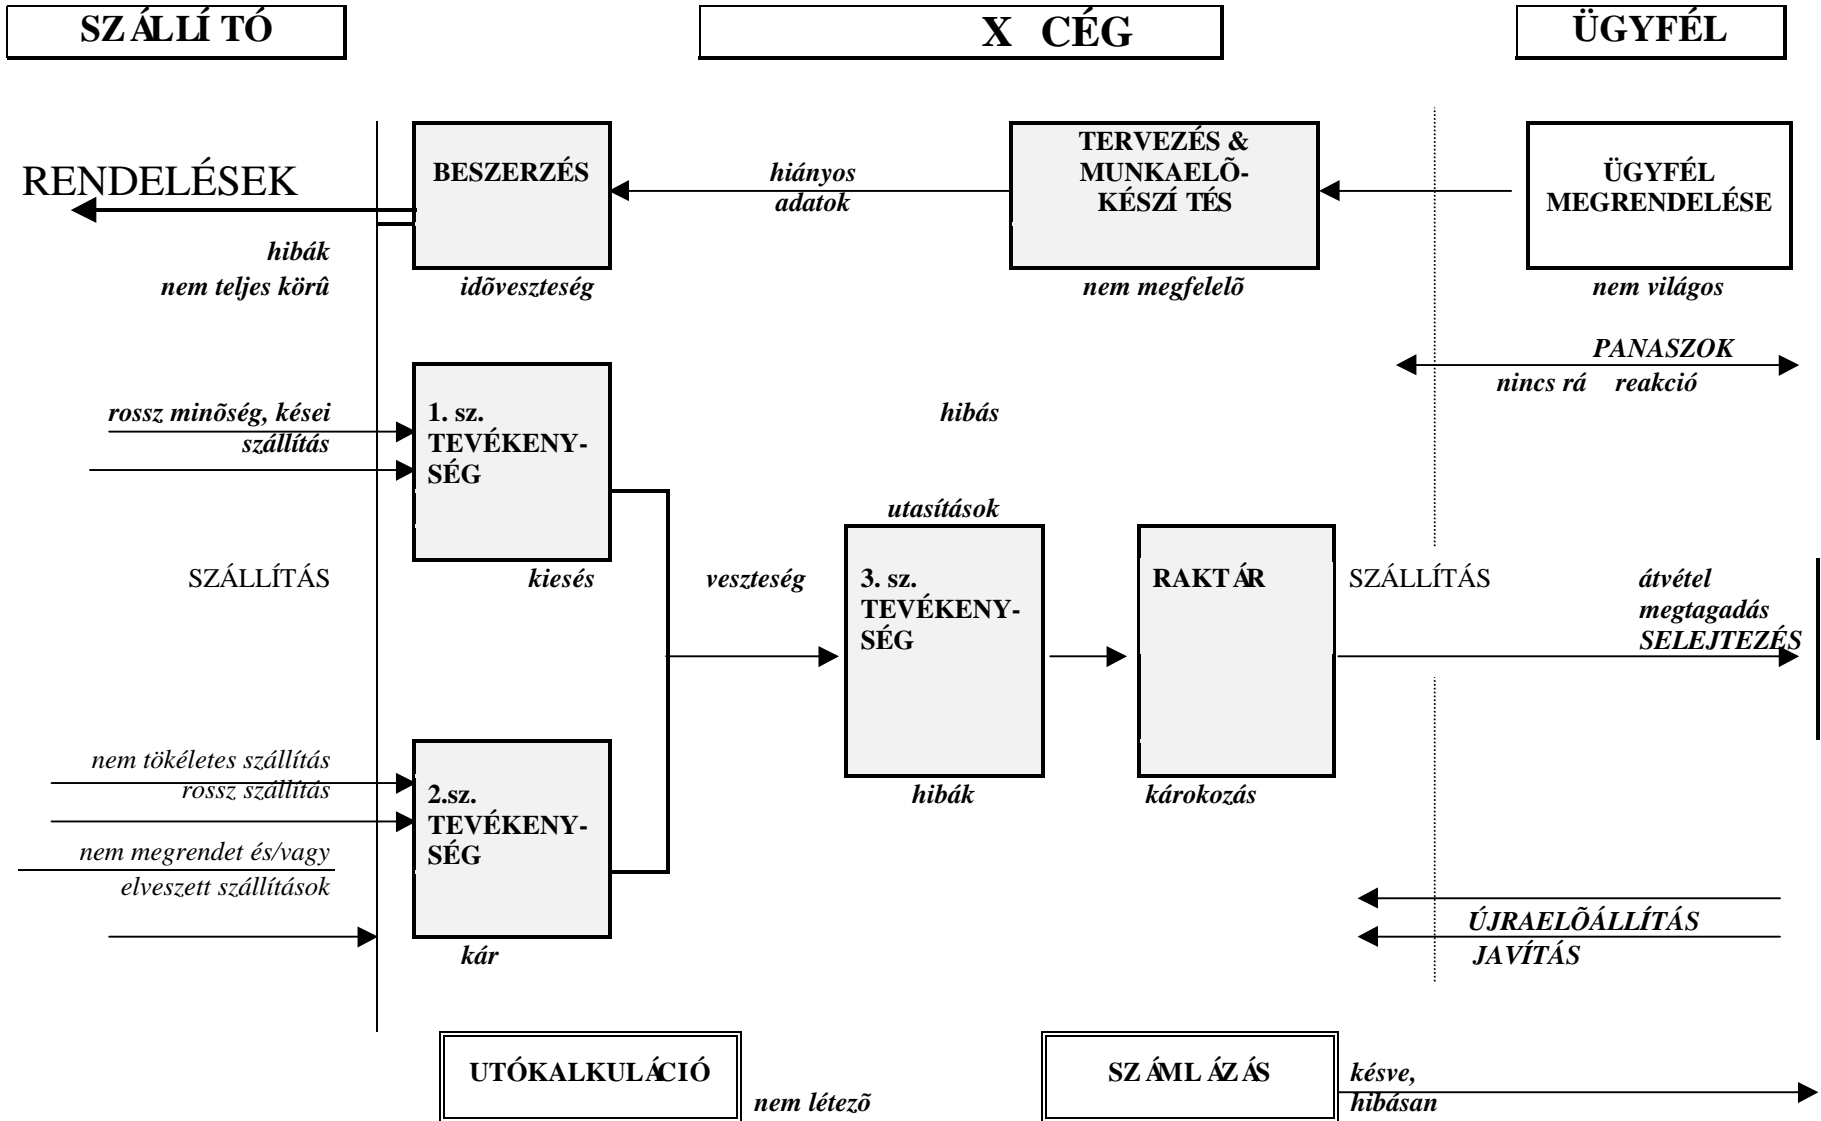 SZÁLLÍTÓ
X CÉG
ÜGYFÉL
RENDELÉSEK
hibák
nem teljes körû
BESZERZÉS
idõveszteség
hiányos
adatok
TERVEZÉS &
MUNKAELÕ-
KÉSZÍTÉS
nem megfelelõ
ÜGYFÉL
MEGRENDELÉSE
nem világos
PANASZOK
nincs rá reakció
rossz minõség, kései
szállítás
1. sz.
TEVÉKENY-
SÉG
kiesés
hibás
utasítások
SZÁLLÍTÁS
veszteség
3. sz.
TEVÉKENY-
SÉG
hibák
RAKTÁR
károkozás
SZÁLLÍTÁS
átvétel
megtagadás
SELEJTEZÉS
nem tökéletes szállítás
rossz szállítás
nem megrendet és/vagy
elveszett szállítások
2.sz.
TEVÉKENY-
SÉG
kár
ÚJRAELÕÁLLÍTÁS
JAVÍTÁS
UTÓKALKULÁCIÓ
nem létezõ
SZÁMLÁZÁS
késve,
hibásan